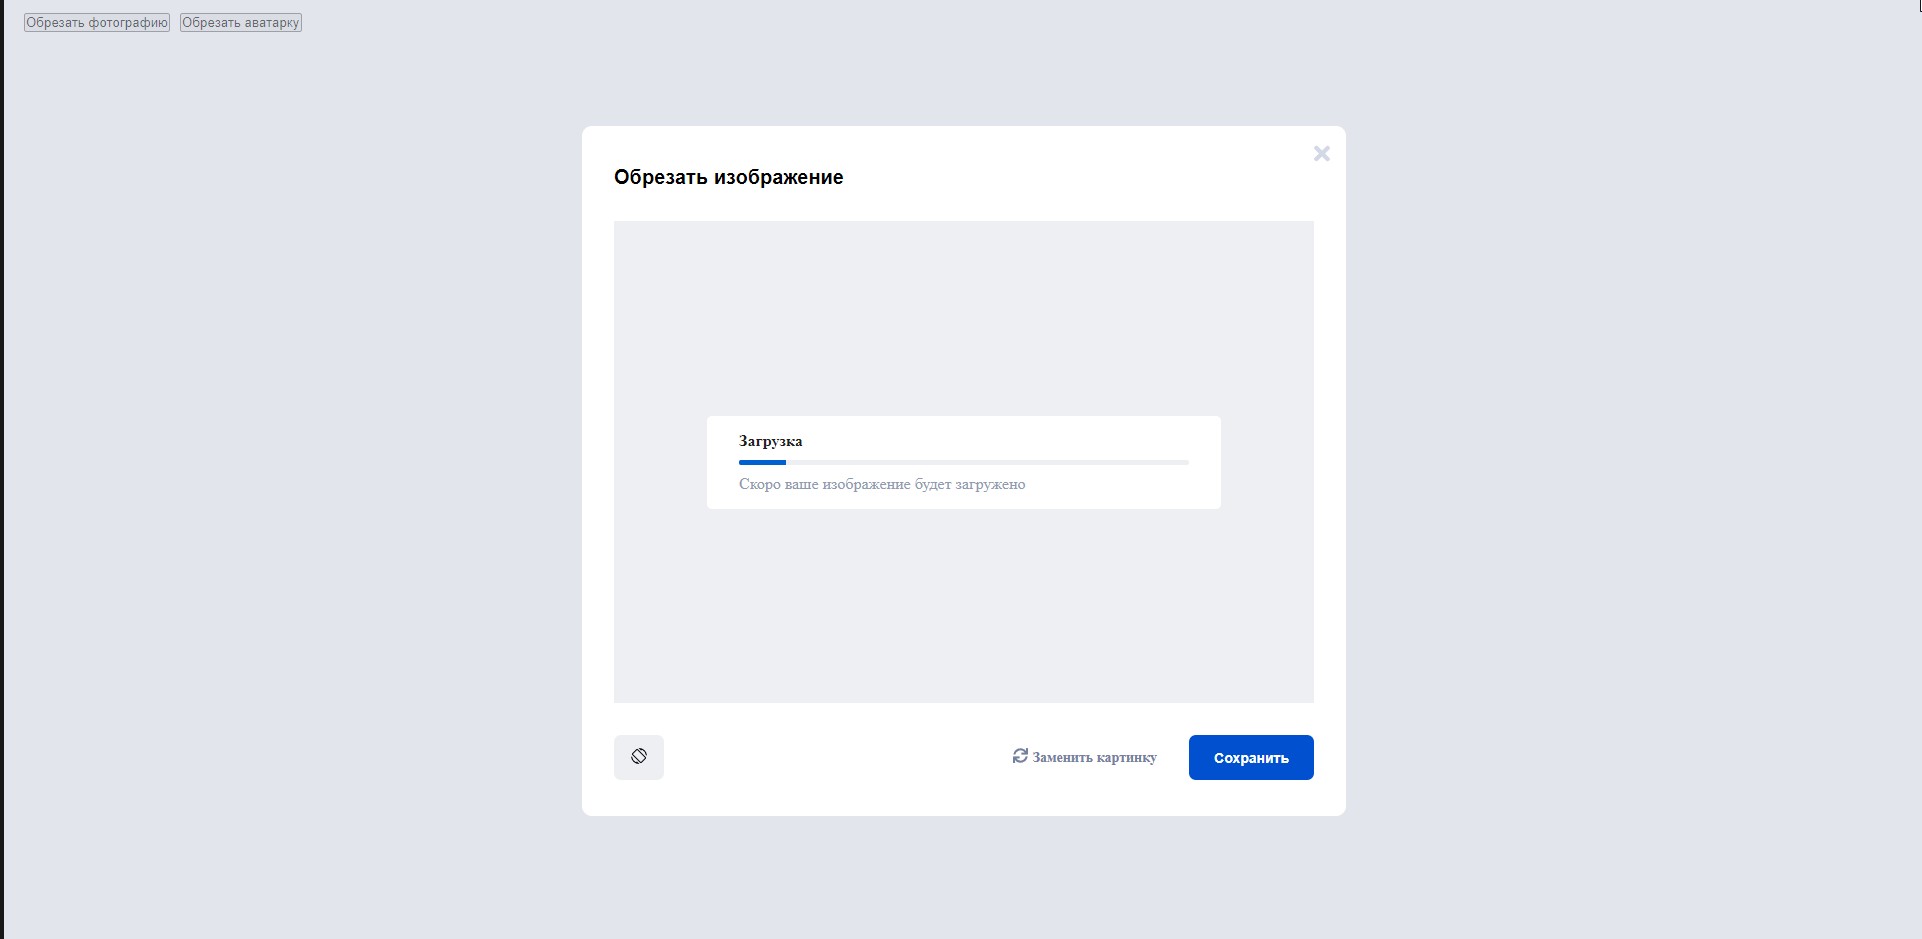 Обрезать фотографию Обрезать аватарку
Обрезать изображение
Загрузка
Скоро ваше изображение будет загружено
Заменить картинку
Сохранить